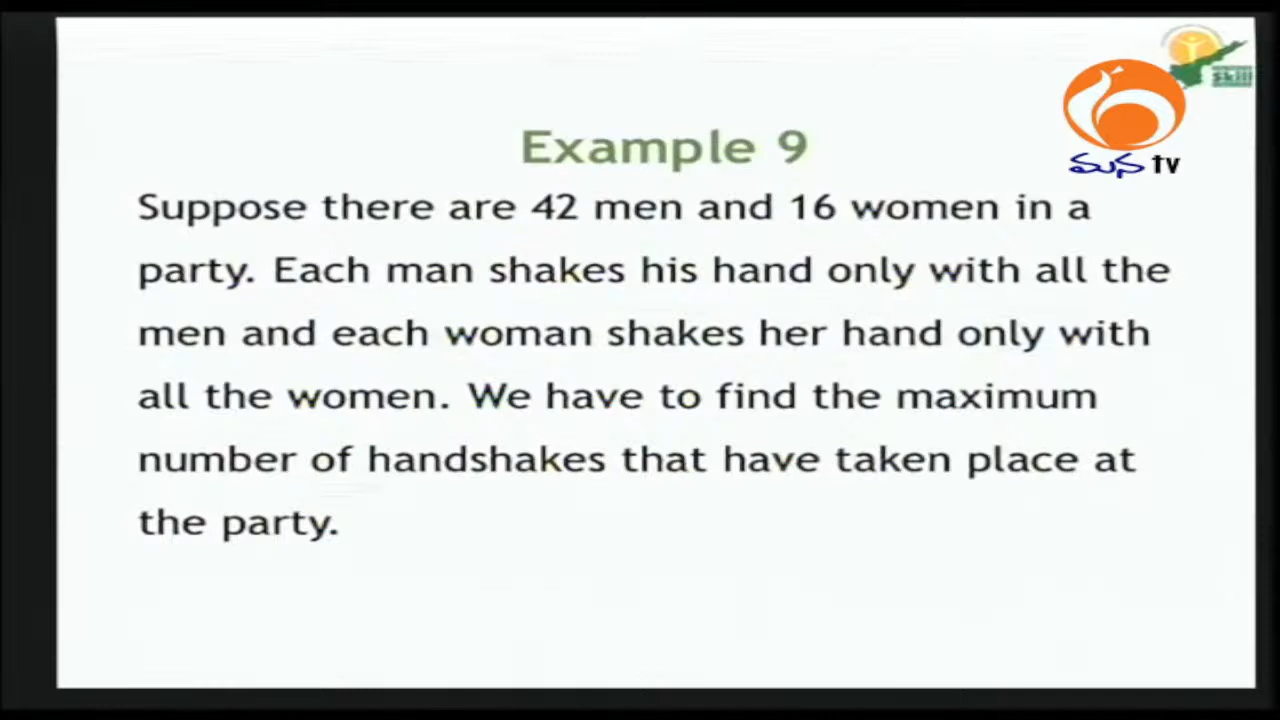 skill
మన tv
Example 9
Suppose there are 42 men and 16 women in a
party. Each man shakes his hand only with all the
men and each woman shakes her hand only with
all the women. We have to find the maximum
number of handshakes that have taken place at
the party.